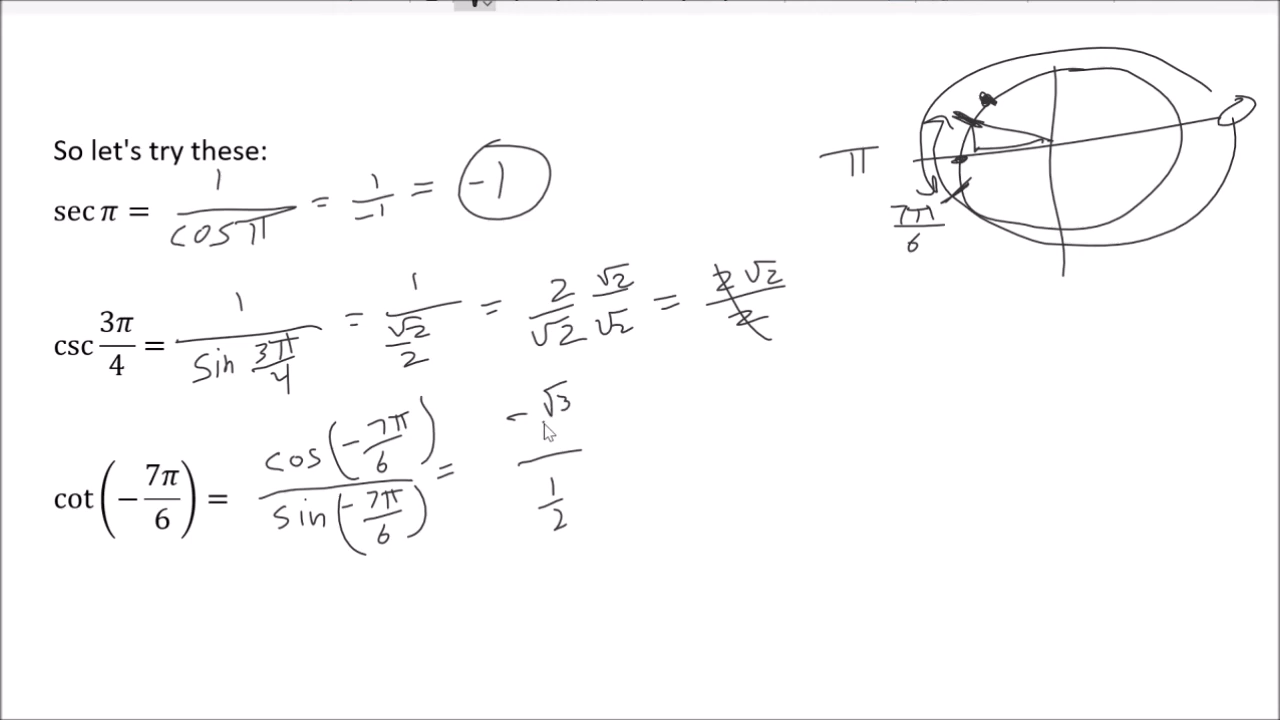 So let's try these:
sec π = 1/cos π = 1/-1 = -1
csc 3π/4 = 1/(sin 3π/4) = 1/(√2/2) = 2/√2 √2/√2 = 2√2/2
cot(-7π/6) = cos(-7π/6)/sin(-7π/6) = -√3/(1/2)
π
7π/6